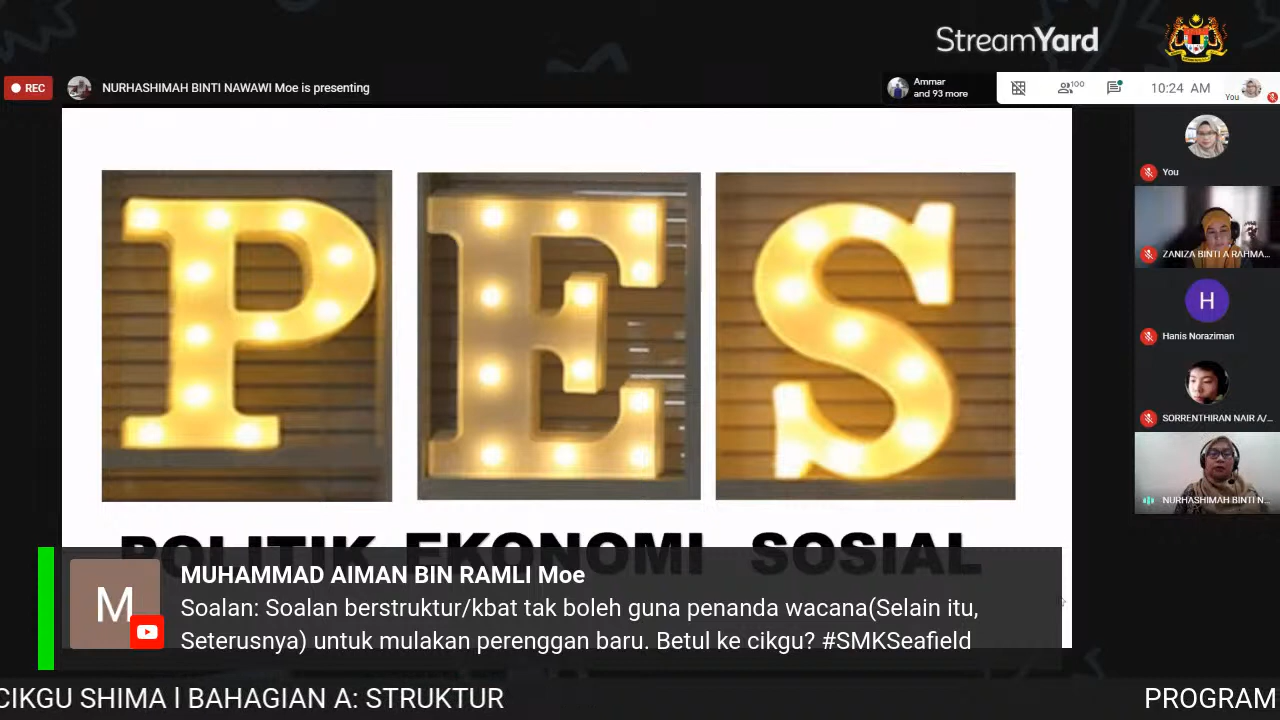 StreamYard
REC
NURHASHIMAH BINTI NAWAWI Moe is presenting
Ammar
and 93 more
100
10:24 AM
You
You
ZANIZA BINTI A RAHMA...
H
Hanis Noraziman
SORRENTHIRAN NAIR A/...
NURHASHIMAH BINTI N...
P E S
POLITIK EKONOMI SOSIAL
M
MUHAMMAD AIMAN BIN RAMLI Moe
Soalan: Soalan berstruktur/kbat tak boleh guna penanda wacana(Selain itu,
Seterusnya) untuk mulakan perenggan baru. Betul ke cikgu? #SMKSeafield
CIKGU SHIMA l BAHAGIAN A: STRUKTUR
PROGRAM